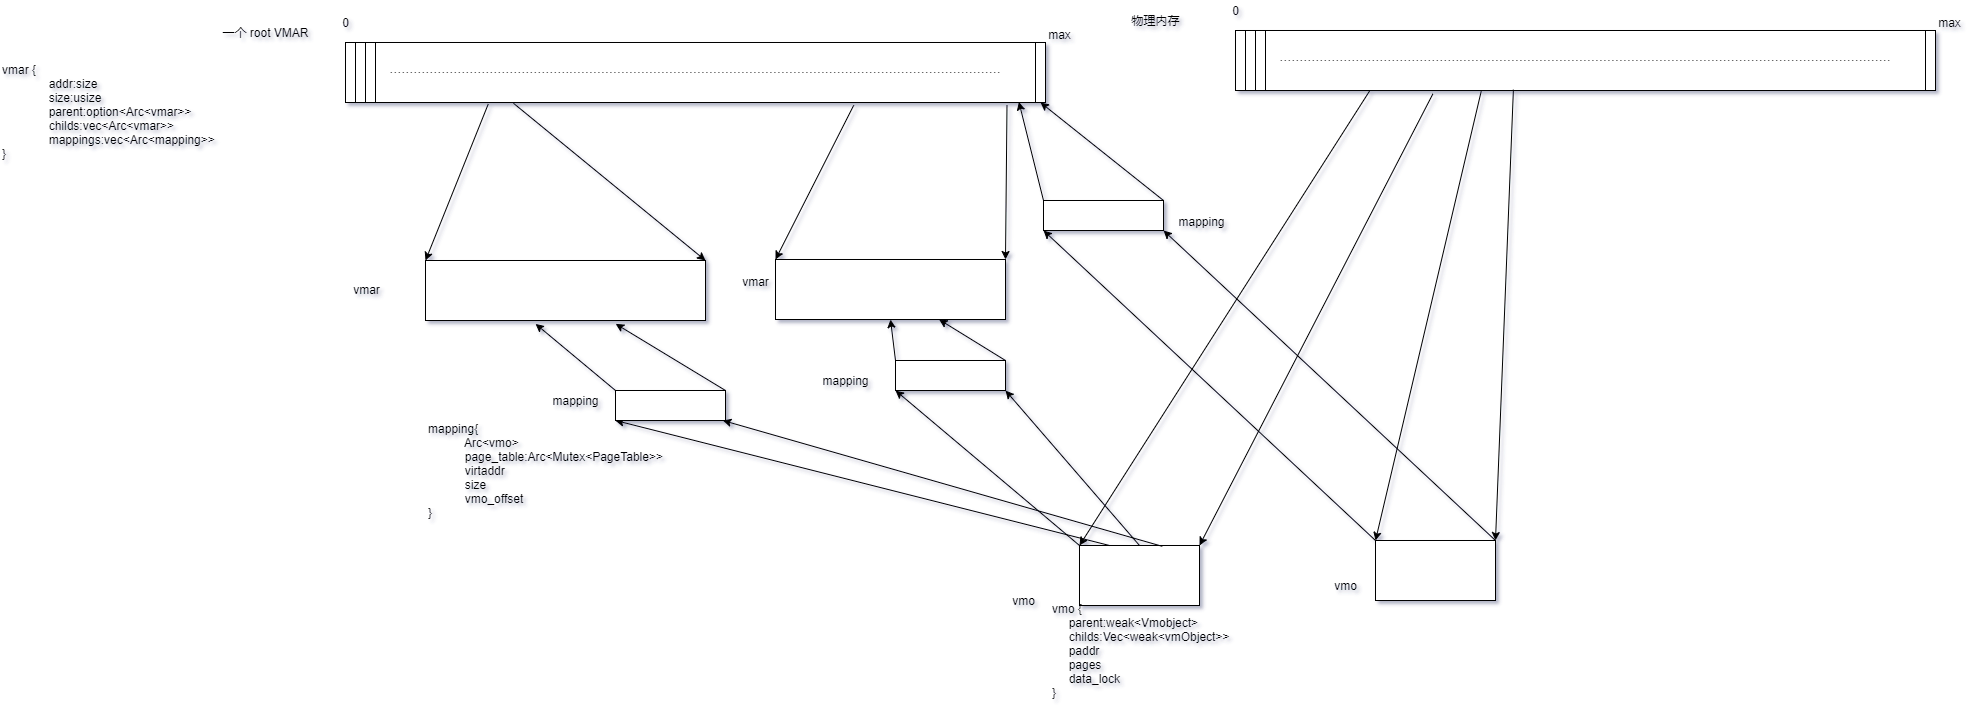 0
一个 root VMAR
max
vmar {
addr:size
size:usize
parent:option<Arc<vmar>>
childs:vec<Arc<vmar>>
mappings:vec<Arc<mapping>>
}
物理内存
0
max
mapping
vmar
vmar
mapping
mapping
mapping{
Arc<vmo>
page_table:Arc<Mutex<PageTable>>
virtaddr
size
vmo_offset
}
vmo
vmo
vmo {
parent:weak<Vmobject>
childs:Vec<weak<vmObject>>
paddr
pages
data_lock
}